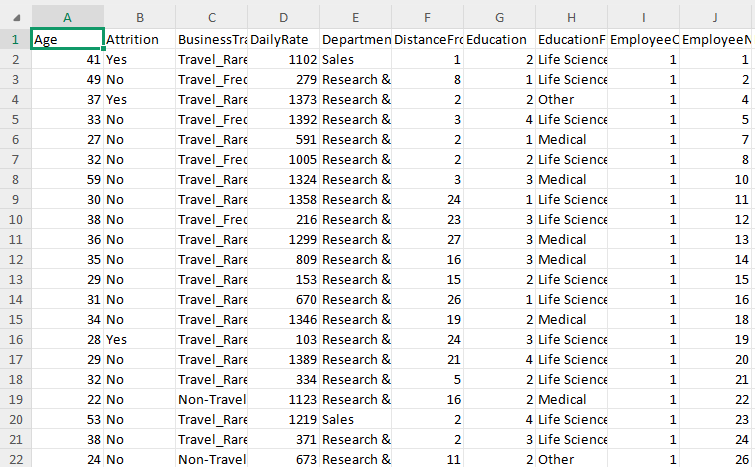 A B C D E F G H I J
1 Age Attrition BusinessTra DailyRate Departmen DistanceFro Education EducationF EmployeeC EmployeeN
2 41 Yes Travel_Rare 1102 Sales 1 2 Life Science 1 1
3 49 No Travel_Fred 279 Research & 8 1 Life Science 1 2
4 37 Yes Travel_Rare 1373 Research & 2 2 Other 1 4
5 33 No Travel_Fred 1392 Research & 3 4 Life Science 1 5
6 27 No Travel_Rare 591 Research & 2 1 Medical 1 7
7 32 No Travel_Fred 1005 Research & 2 2 Life Science 1 8
8 59 No Travel_Rare 1324 Research & 3 3 Medical 1 10
9 30 No Travel_Rare 1358 Research & 24 1 Life Science 1 11
10 38 No Travel_Fred 216 Research & 23 3 Life Science 1 12
11 36 No Travel_Rare 1299 Research & 27 3 Medical 1 13
12 35 No Travel_Rare 809 Research & 16 3 Medical 1 14
13 29 No Travel_Rare 153 Research & 15 2 Life Science 1 15
14 31 No Travel_Rare 670 Research & 26 1 Life Science 1 16
15 34 No Travel_Rare 1346 Research & 19 2 Medical 1 18
16 28 Yes Travel_Rare 103 Research & 24 3 Life Science 1 19
17 29 No Travel_Rare 1389 Research & 21 4 Life Science 1 20
18 32 No Travel_Rare 334 Research & 5 2 Life Science 1 21
19 22 No Non-Travel 1123 Research & 16 2 Medical 1 22
20 53 No Travel_Rare 1219 Sales 2 4 Life Science 1 23
21 38 No Travel_Rare 371 Research & 2 3 Life Science 1 24
22 24 No Non-Travel 673 Research & 11 2 Other 1 26